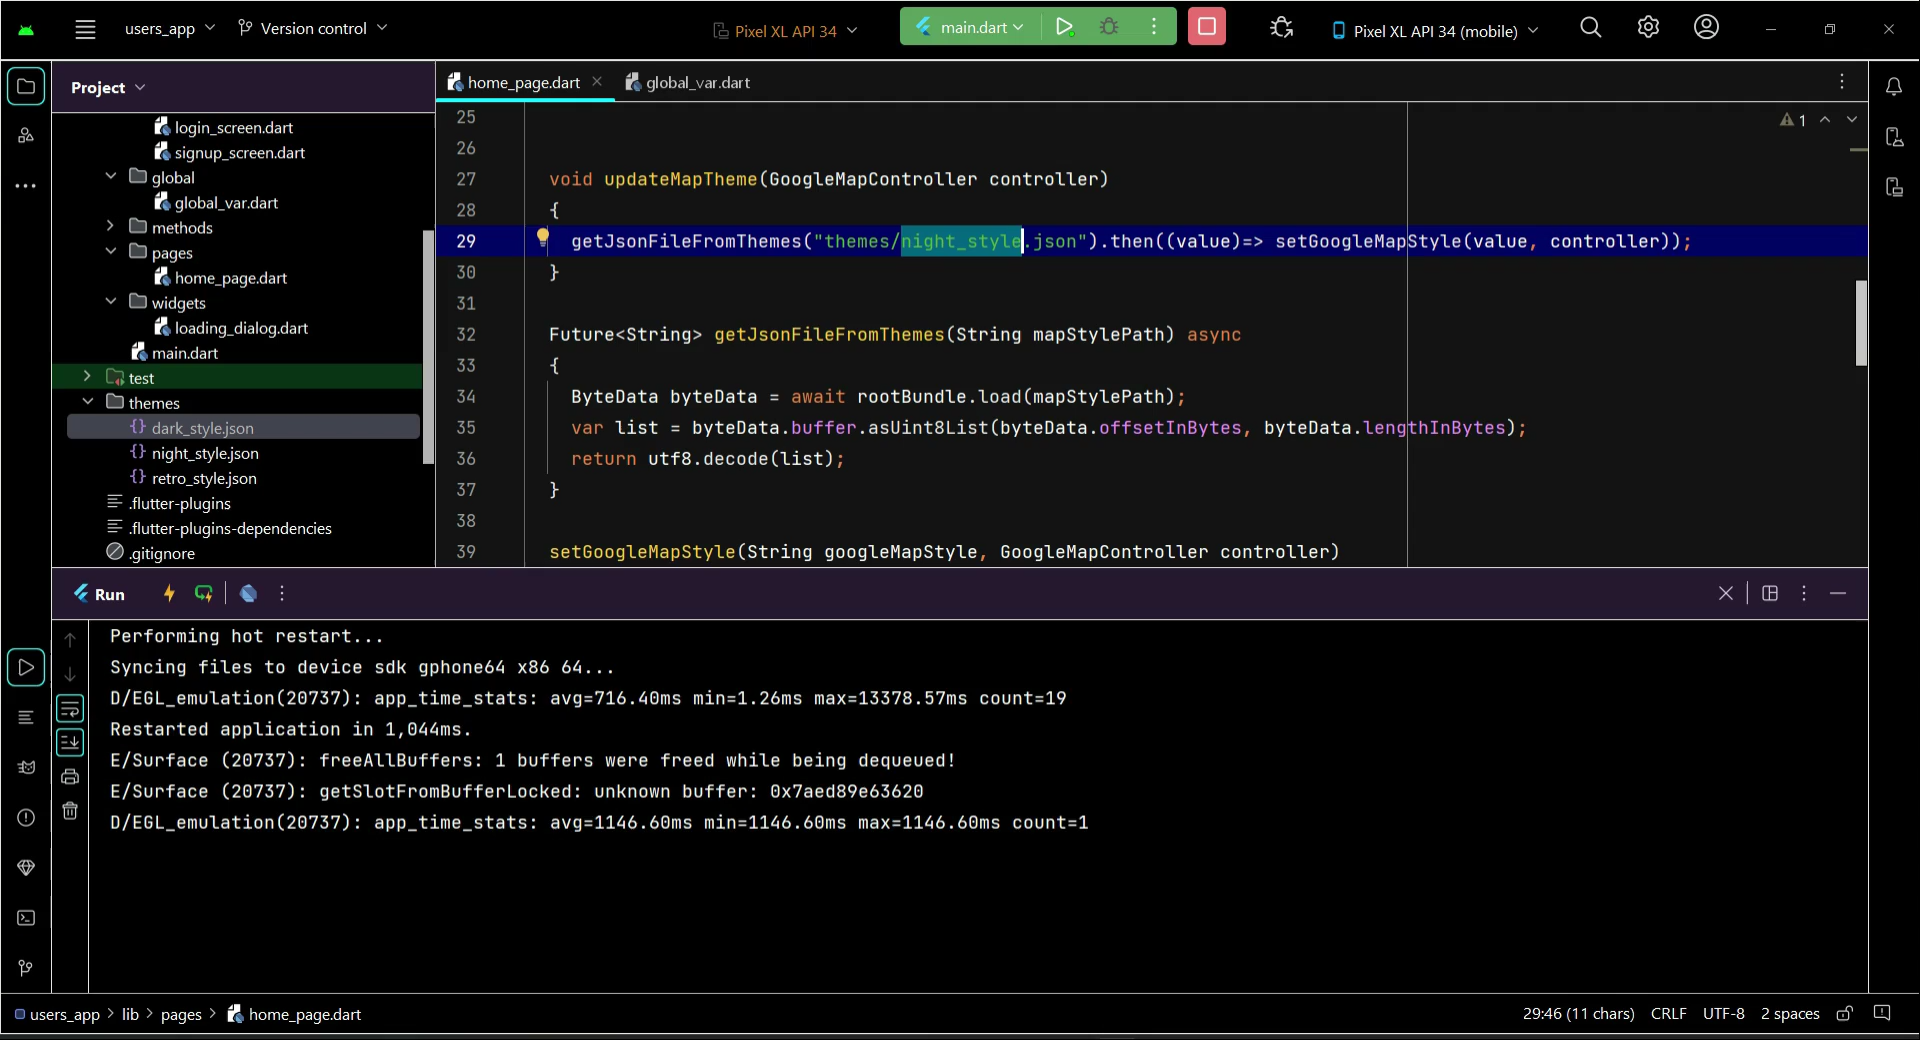 users_app
Version control
Pixel XL API 34
main.dart
Pixel XL API 34 (mobile)
Project
login_screen.dart
signup_screen.dart
global
global_var.dart
methods
pages
home_page.dart
widgets
loading_dialog.dart
main.dart
test
themes
dark_style.json
night_style.json
retro_style.json
.flutter-plugins
.flutter-plugins-dependencies
.gitignore
home_page.dart
global_var.dart
1
25
26
27 void updateMapTheme(GoogleMapController controller)
28 {
29 getJsonFileFromThemes("themes/night_style.json").then((value)=> setGoogleMapStyle(value, controller));
30 }
31
32 Future<String> getJsonFileFromThemes(String mapStylePath) async
33 {
34 ByteData byteData = await rootBundle.load(mapStylePath);
35 var list = byteData.buffer.asUint8List(byteData.offsetInBytes, byteData.lengthInBytes);
36 return utf8.decode(list);
37 }
38
39 setGoogleMapStyle(String googleMapStyle, GoogleMapController controller)
Run
Performing hot restart...
Syncing files to device sdk gphone64 x86 64...
D/EGL_emulation(20737): app_time_stats: avg=716.40ms min=1.26ms max=13378.57ms count=19
Restarted application in 1,044ms.
E/Surface (20737): freeAllBuffers: 1 buffers were freed while being dequeued!
E/Surface (20737): getSlotFromBufferLocked: unknown buffer: 0x7aed89e63620
D/EGL_emulation(20737): app_time_stats: avg=1146.60ms min=1146.60ms max=1146.60ms count=1
users_app > lib > pages > home_page.dart
29:46 (11 chars) CRLF UTF-8 2 spaces